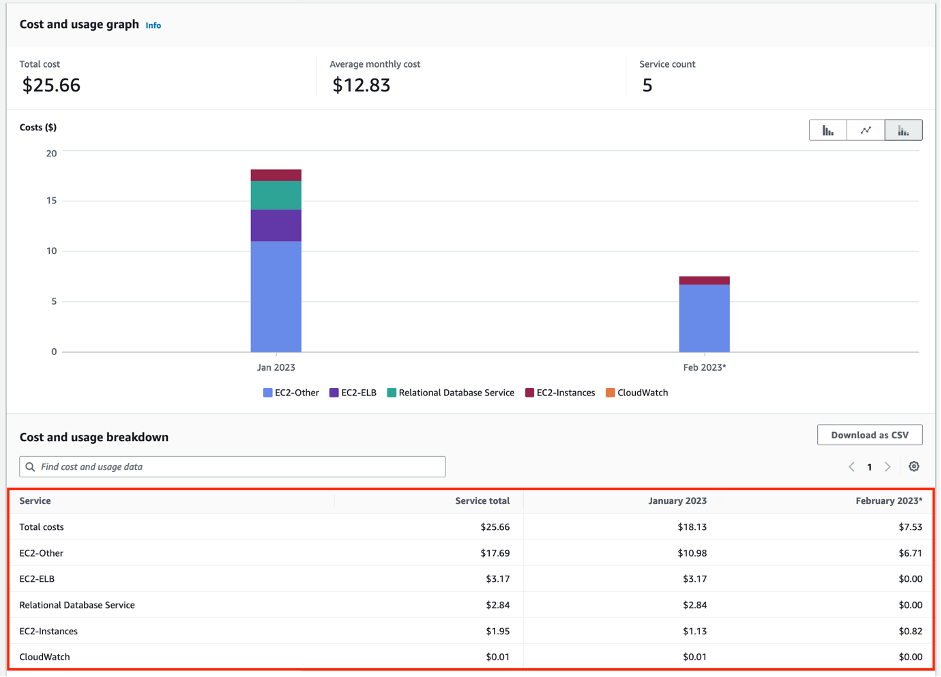 Cost and usage graph Info
Total cost Average monthly cost Service count
$25.66 $12.83 5
Costs ($)
20
15
10
5
0
Jan 2023 Feb 2023*
EC2-Other EC2-ELB Relational Database Service EC2-Instances CloudWatch
Cost and usage breakdown Download as CSV
Find cost and usage data 1
Service Service total January 2023 February 2023*
Total costs $25.66 $18.13 $7.53
EC2-Other $17.69 $10.98 $6.71
EC2-ELB $3.17 $3.17 $0.00
Relational Database Service $2.84 $2.84 $0.00
EC2-Instances $1.95 $1.13 $0.82
CloudWatch $0.01 $0.01 $0.00